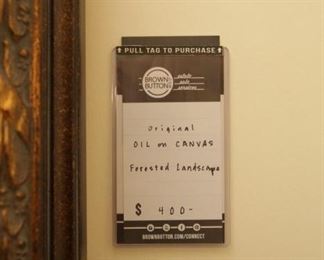 PULL TAG TO PURCHASE
BROWN
BUTTON
estate
sale
services
Original
OIL on CANVAS
Forested Landscape
$ 400-
BROWNBUTTON.COM/CONNECT